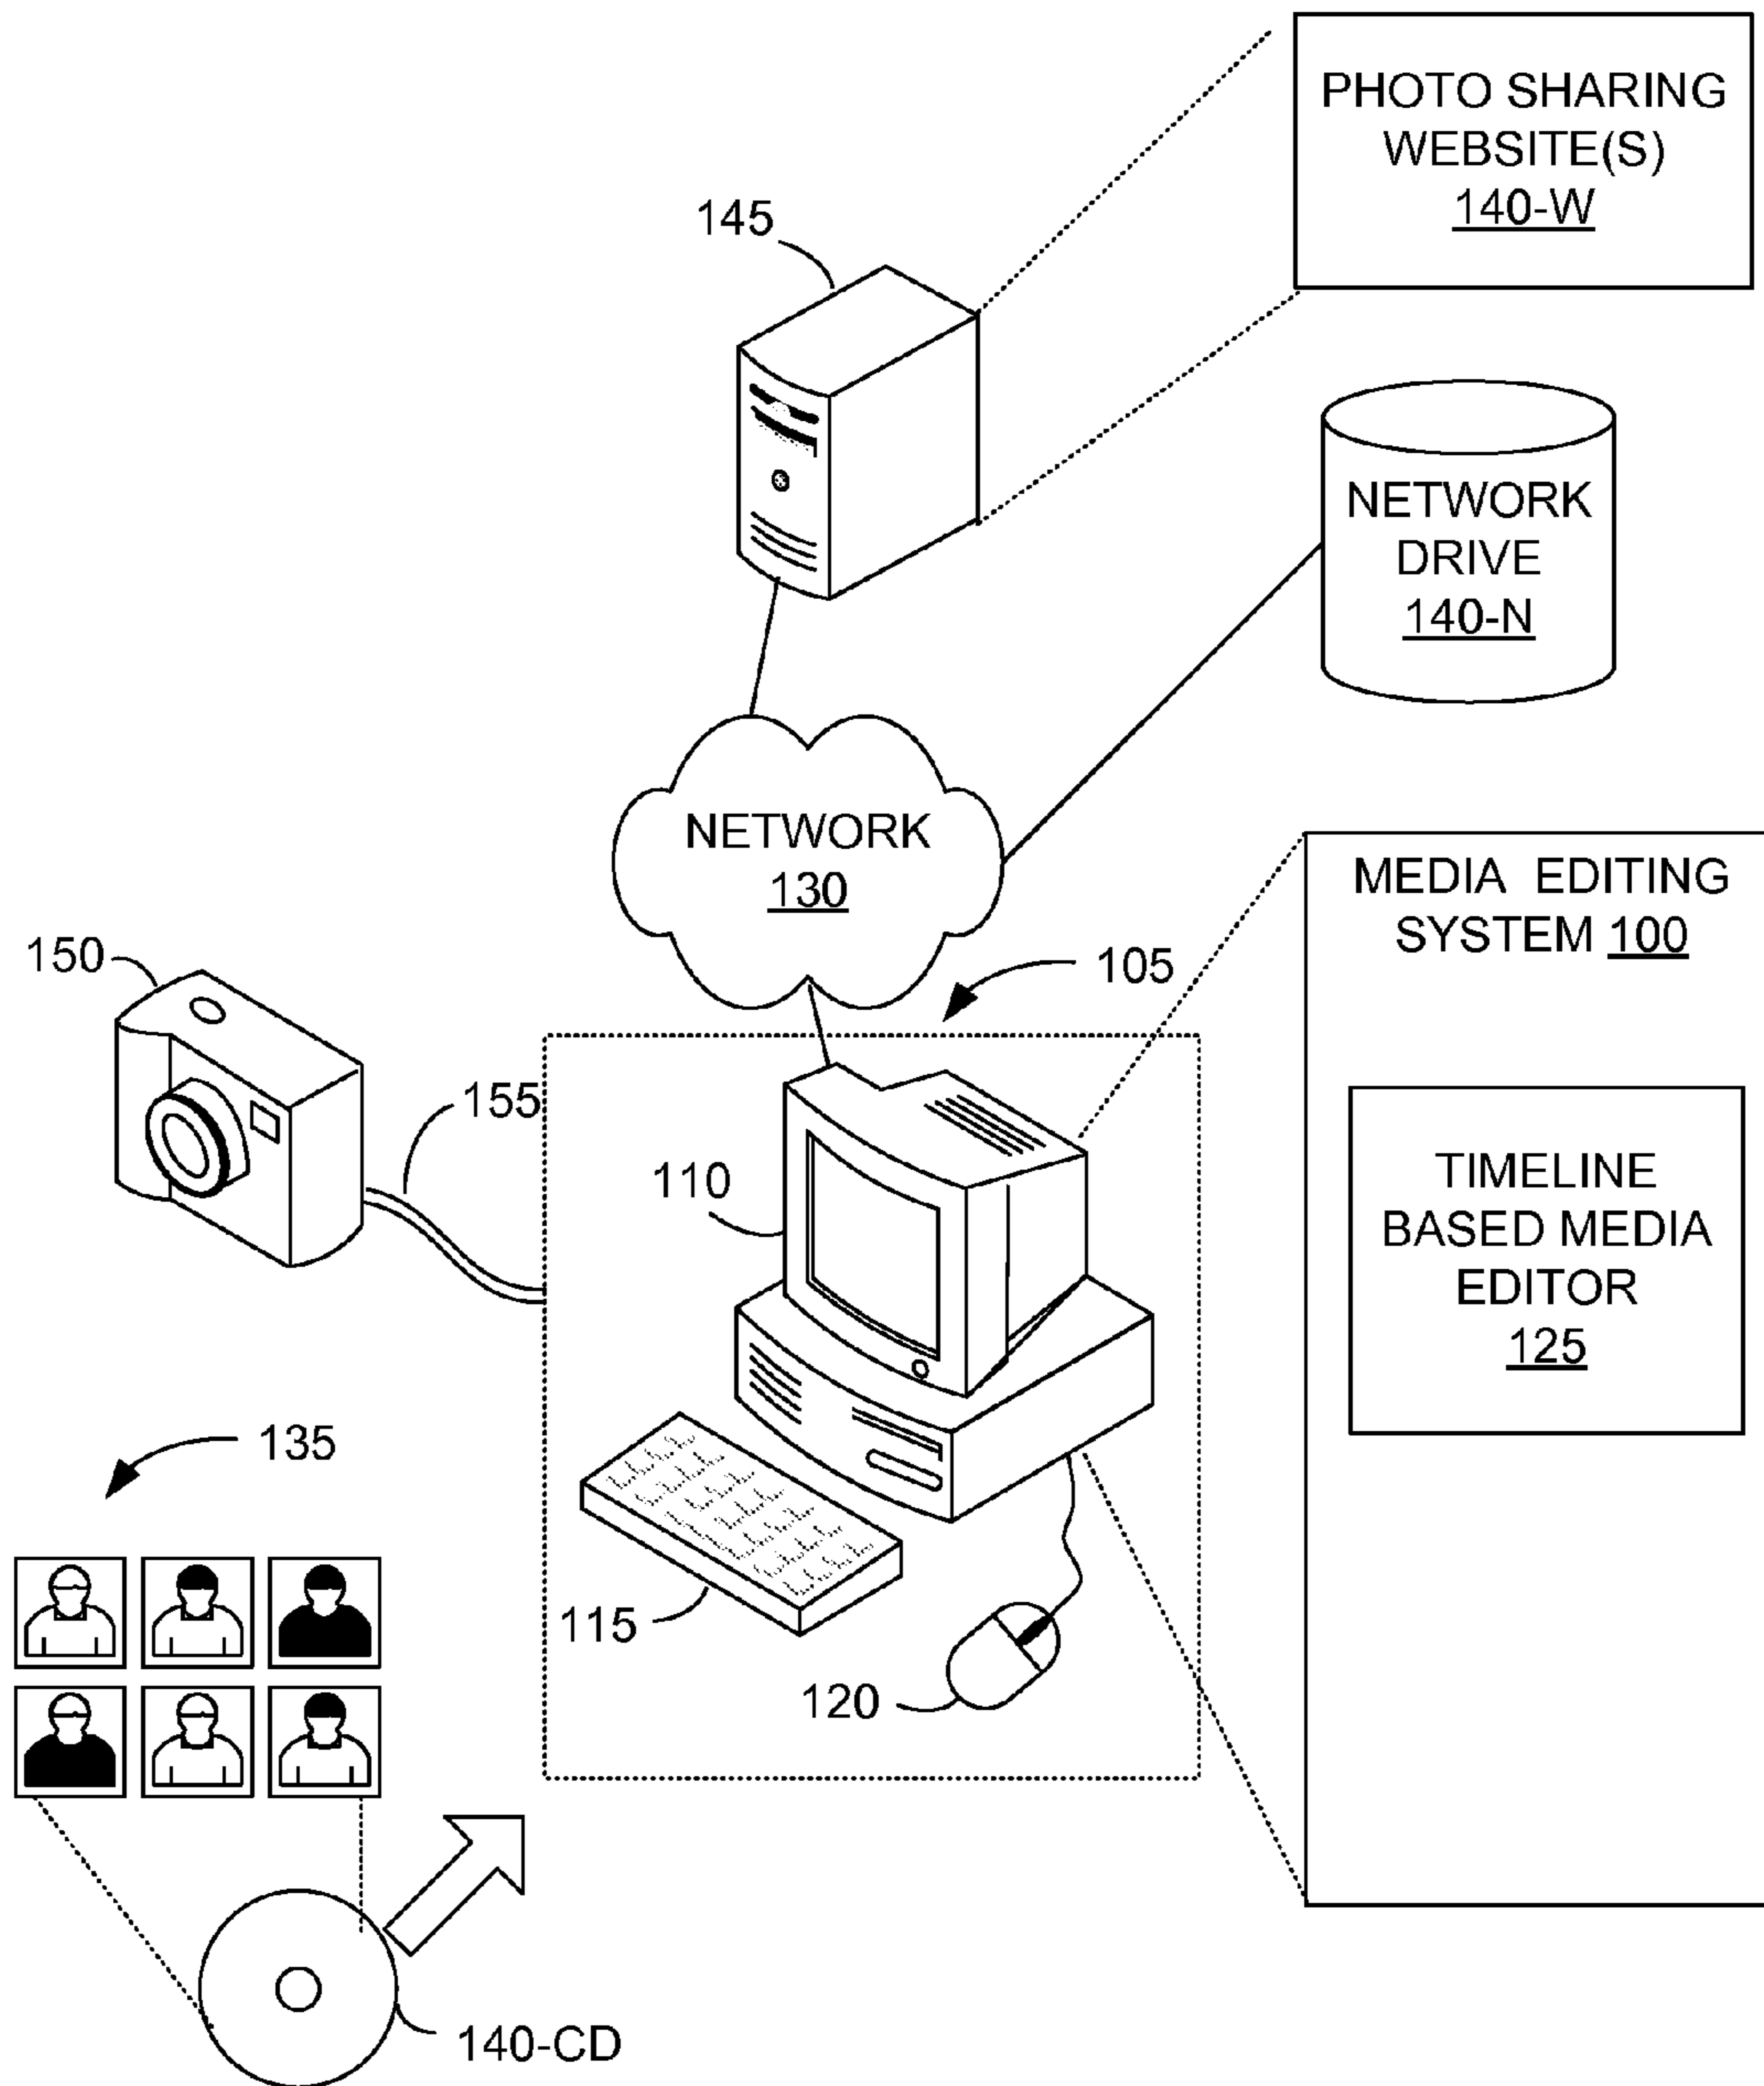 PHOTO SHARING
WEBSITE(S)
140-W
145
NETWORK
DRIVE
140-N
NETWORK
130
MEDIA EDITING
SYSTEM 100
150
105
155
110
TIMELINE
BASED MEDIA
EDITOR
125
135
115
120
140-CD